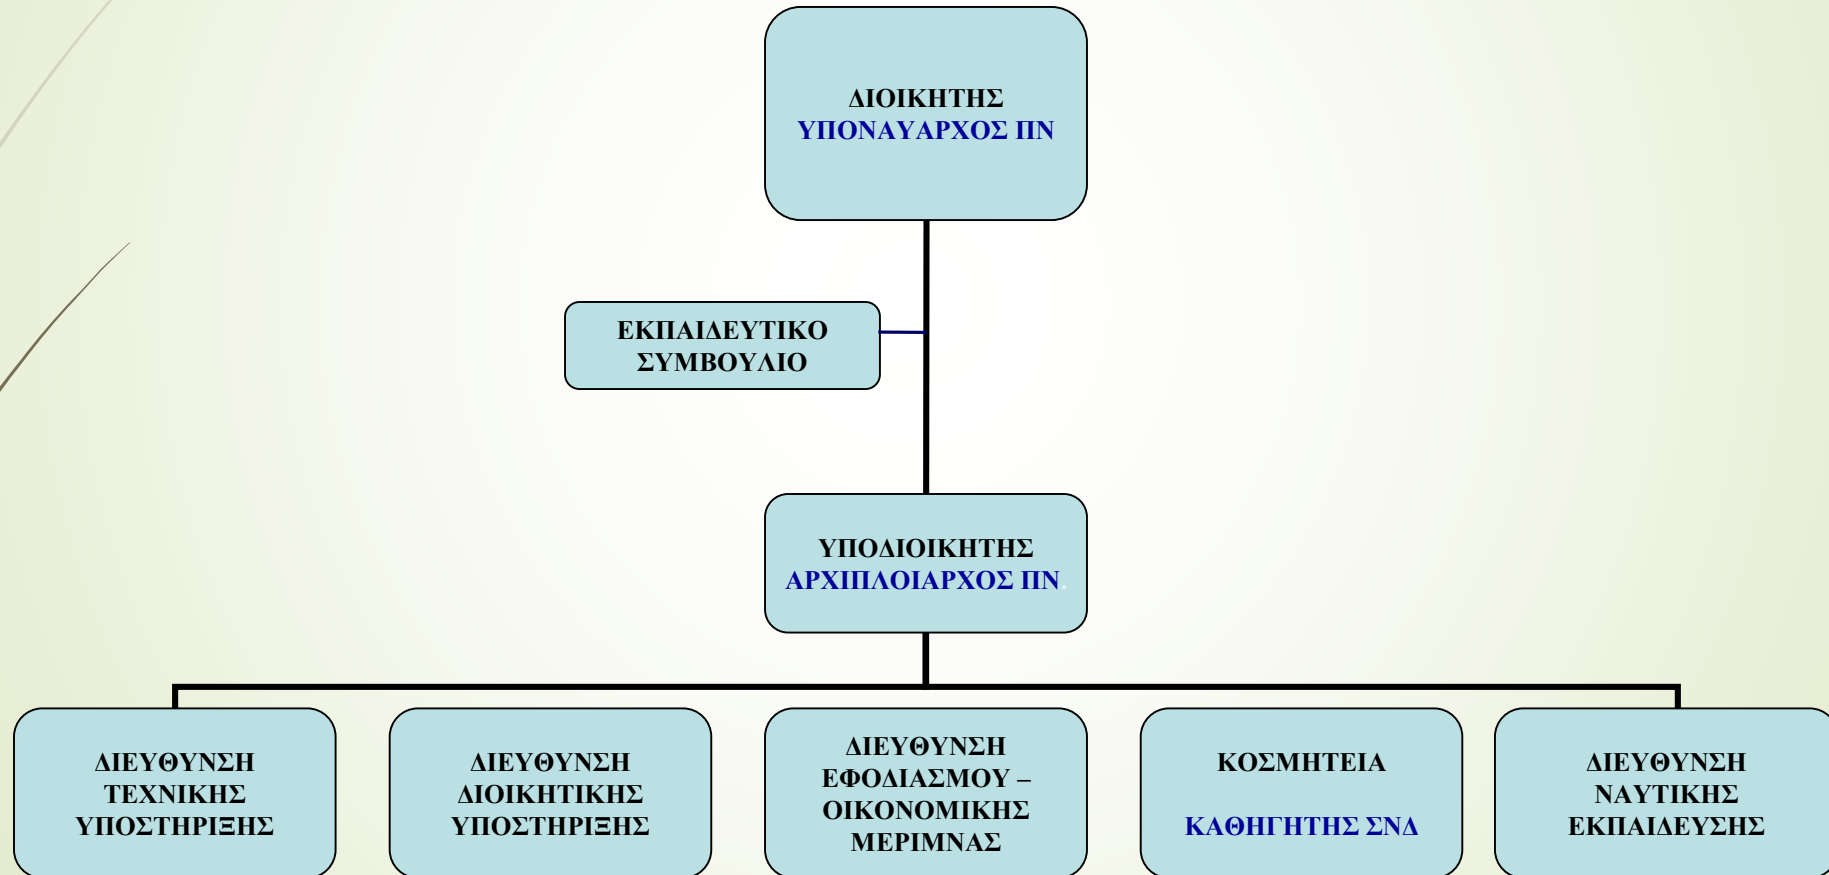 ΔΙΟΙΚΗΤΗΣ
ΥΠΟΝΑΥΑΡΧΟΣ ΠΝ
ΕΚΠΑΙΔΕΥΤΙΚΟ
ΣΥΜΒΟΥΛΙΟ
ΥΠΟΔΙΟΙΚΗΤΗΣ
ΑΡΧΙΠΛΟΙΑΡΧΟΣ ΠΝ.
ΔΙΕΥΘΥΝΣΗ
ΤΕΧΝΙΚΗΣ
ΥΠΟΣΤΗΡΙΞΗΣ
ΔΙΕΥΘΥΝΣΗ
ΔΙΟΙΚΗΤΙΚΗΣ
ΥΠΟΣΤΗΡΙΞΗΣ
ΔΙΕΥΘΥΝΣΗ
ΕΦΟΔΙΑΣΜΟΥ –
ΟΙΚΟΝΟΜΙΚΗΣ
ΜΕΡΙΜΝΑΣ
ΚΟΣΜΗΤΕΙΑ
ΚΑΘΗΓΗΤΗΣ ΣΝΔ
ΔΙΕΥΘΥΝΣΗ
ΝΑΥΤΙΚΗΣ
ΕΚΠΑΙΔΕΥΣΗΣ